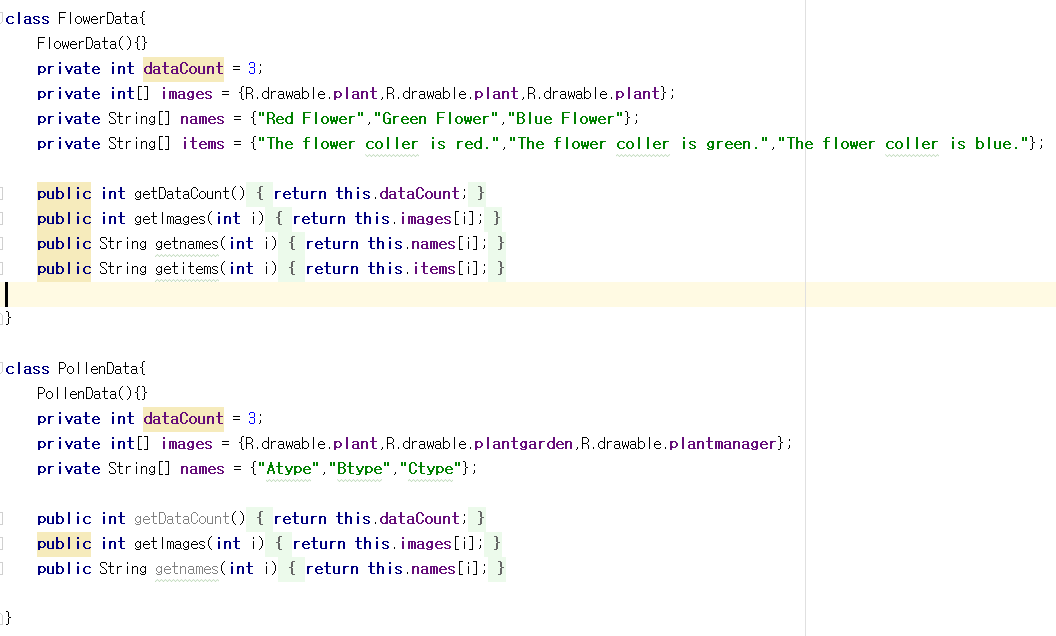 class FlowerData{
FlowerData(){}
private int dataCount = 3;
private int[] images = {R.drawable.plant,R.drawable.plant,R.drawable.plant};
private String[] names = {"Red Flower","Green Flower","Blue Flower"};
private String[] items = {"The flower coller is red.","The flower coller is green.","The flower coller is blue."};
public int getDataCount() { return this.dataCount; }
public int getImages(int i) { return this.images[i]; }
public String getnames(int i) { return this.names[i]; }
public String getitems(int i) { return this.items[i]; }
}
class PollenData{
PollenData(){}
private int dataCount = 3;
private int[] images = {R.drawable.plant,R.drawable.plantgarden,R.drawable.plantmanager};
private String[] names = {"Atype","Btype","Ctype"};
public int getDataCount() { return this.dataCount; }
public int getImages(int i) { return this.images[i]; }
public String getnames(int i) { return this.names[i]; }
}